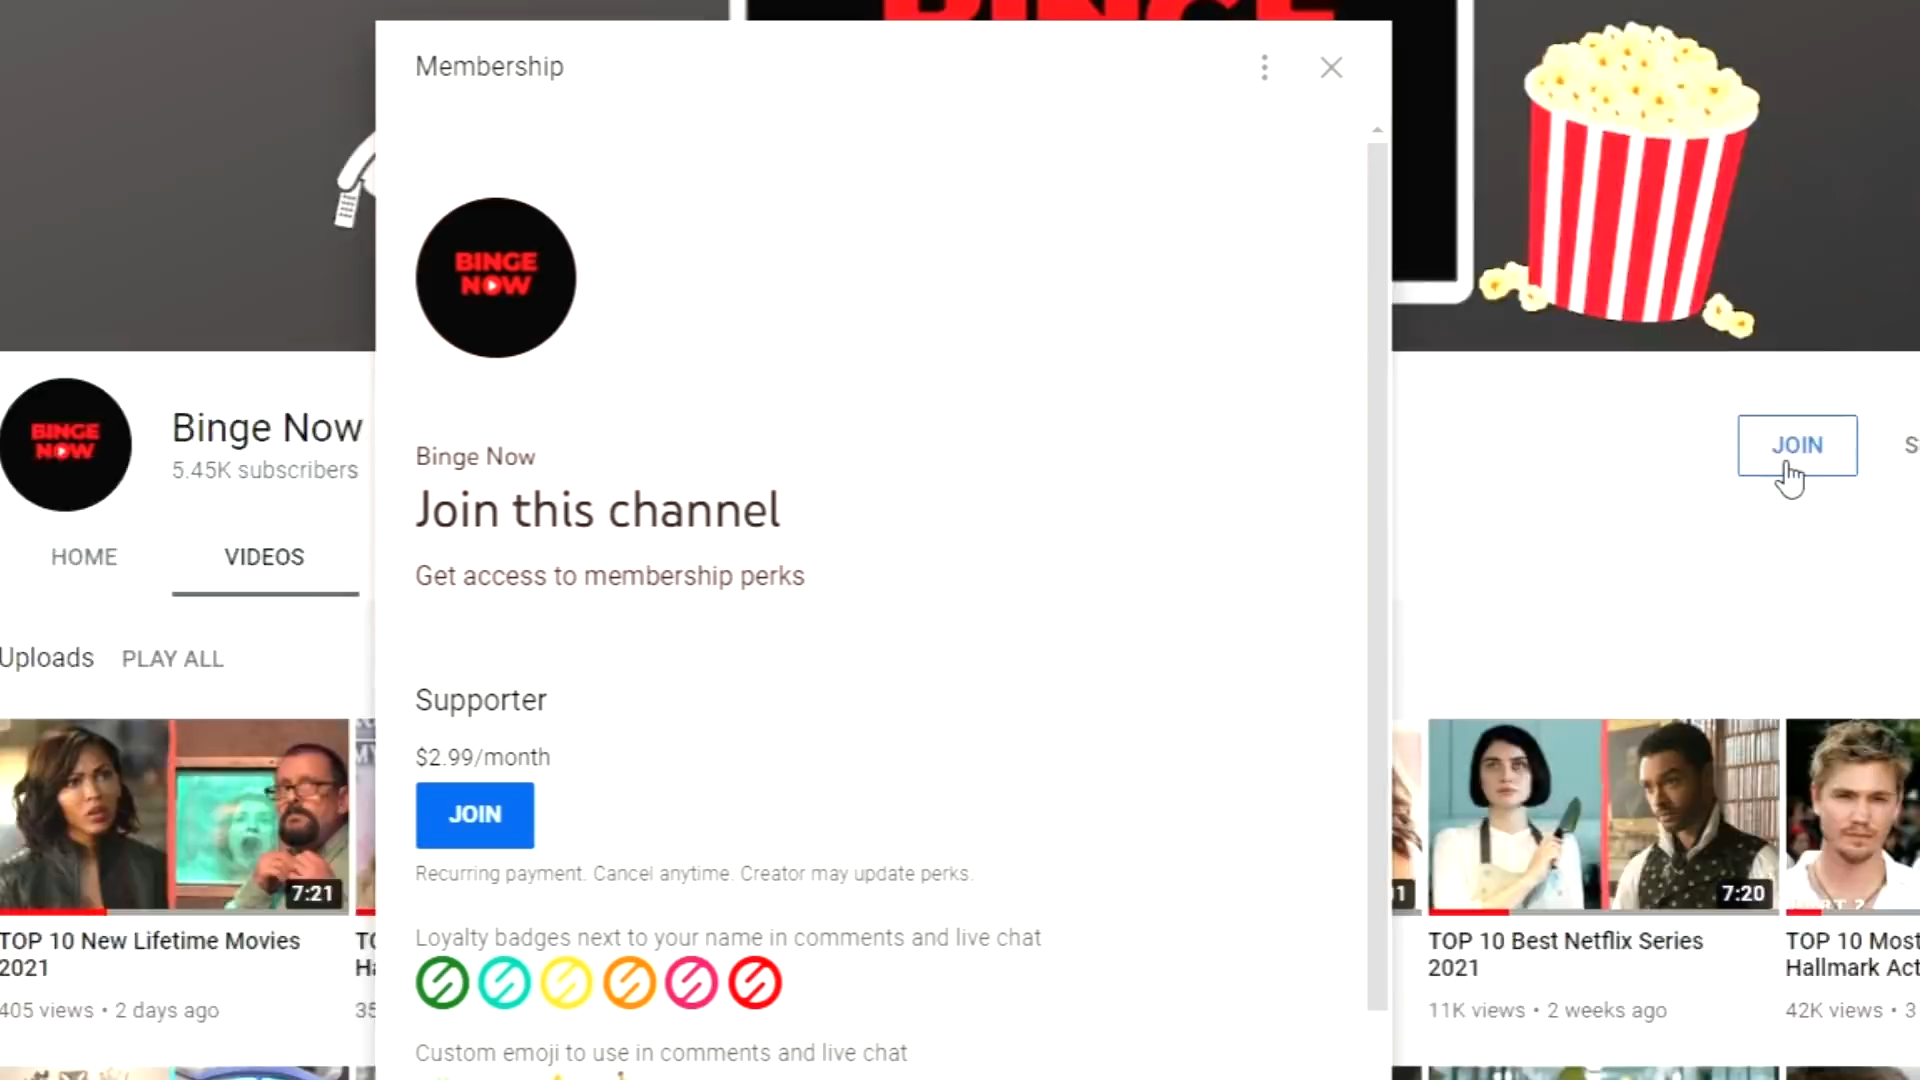 BINGE
Membership
BINGE
NOW
Binge Now
Join this channel
Get access to membership perks
Supporter
$2.99/month
JOIN
Recurring payment. Cancel anytime. Creator may update perks.
Loyalty badges next to your name in comments and live chat
Custom emoji to use in comments and live chat
BINGE
NOW
Binge Now
5.45K subscribers
JOIN
HOME
VIDEOS
Uploads
PLAY ALL
7:21
TOP 10 New Lifetime Movies
2021
405 views • 2 days ago
7:20
TOP 10 Best Netflix Series
2021
11K views • 2 weeks ago
TOP 10 Most
Hallmark Act
42K views • 3